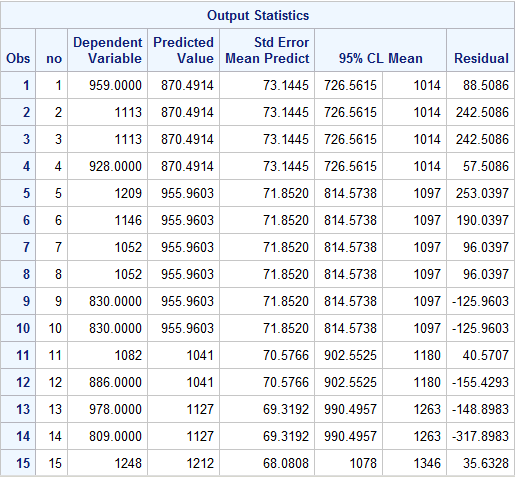 Output Statistics
Obs no Dependent Variable Predicted Value Std Error Mean Predict 95% CL Mean Residual
1 1 959.0000 870.4914 73.1445 726.5615 1014 88.5086
2 2 1113 870.4914 73.1445 726.5615 1014 242.5086
3 3 1113 870.4914 73.1445 726.5615 1014 242.5086
4 4 928.0000 870.4914 73.1445 726.5615 1014 57.5086
5 5 1209 955.9603 71.8520 814.5738 1097 253.0397
6 6 1146 955.9603 71.8520 814.5738 1097 190.0397
7 7 1052 955.9603 71.8520 814.5738 1097 96.0397
8 8 1052 955.9603 71.8520 814.5738 1097 96.0397
9 9 830.0000 955.9603 71.8520 814.5738 1097 -125.9603
10 10 830.0000 955.9603 71.8520 814.5738 1097 -125.9603
11 11 1082 1041 70.5766 902.5525 1180 40.5707
12 12 886.0000 1041 70.5766 902.5525 1180 -155.4293
13 13 978.0000 1127 69.3192 990.4957 1263 -148.8983
14 14 809.0000 1127 69.3192 990.4957 1263 -317.8983
15 15 1248 1212 68.0808 1078 1346 35.6328